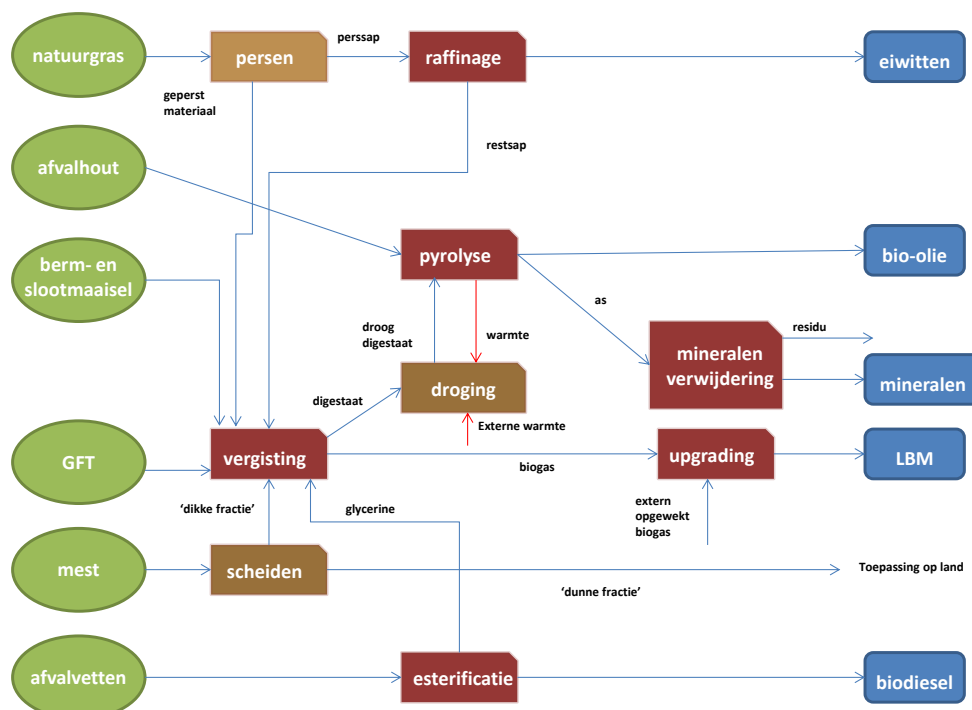 natuurgras
persen
perssap
raffinage
eiwitten
geperst
materiaal
restsap
afvalhout
pyrolyse
bio-olie
berm- en
slootmaaisel
as
droog
digestaat
warmte
residu
mineralen
verwijdering
mineralen
droging
digestaat
Externe warmte
GFT
vergisting
biogas
upgrading
LBM
'dikke fractie'
glycerine
extern
opgewekt
biogas
mest
scheiden
'dunne fractie'
Toepassing op land
afvalvetten
esterificatie
biodiesel